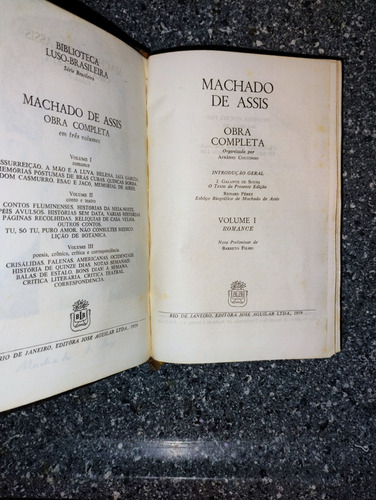 BIBLIOTECA
LUSO-BRASILEIRA
Série Brasileira
MACHADO DE ASSIS
OBRA COMPLETA
em três volumes
VOLUME I
romance
SSURREIÇÃO. A MÃO E A LUVA. HELENA. IAIÁ GARCIA.
MEMÓRIAS PÓSTUMAS DE BRÁS CUBAS. QUINCAS BORBA.
DOM CASMURRO. ESAÚ E JACÓ. MEMORIAL DE AIRES.
VOLUME II
conto e teatro
CONTOS FLUMINENSES. HISTÓRIAS DA MEIA-NOITE.
PÉIS AVULSOS. HISTÓRIAS SEM DATA. VÁRIAS HISTÓRIAS.
PÁGINAS RECOLHIDAS. RELÍQUIAS DE CASA VELHA.
OUTROS CONTOS.
TU, SÓ TU, PURO AMOR. NÃO CONSULTES MÉDICO.
LIÇÃO DE BOTÂNICA.
VOLUME III
poesia, crônica, crítica e correspondência.
CRISÁLIDAS. FALENAS. AMERICANAS. OCIDENTAIS.
HISTÓRIA DE QUINZE DIAS. NOTAS SEMANAIS.
BALAS DE ESTALO. BONS DIAS! A SEMANA.
CRÍTICA LITERÁRIA. CRÍTICA TEATRAL.
CORRESPONDÊNCIA.
RIO DE JANEIRO, EDITORA JOSÉ AGUILAR LTDA., 1959
MACHADO
DE ASSIS
OBRA
COMPLETA
Organizada por
AFRÂNIO COUTINHO
INTRODUÇÃO GERAL
J. GALANTE DE SOUSA
O Texto da Presente Edição
RENARD PÉREZ
Esbôço Biográfico de Machado de Assis
VOLUME I
ROMANCE
Nota Preliminar de
BARRETO FILHO
RIO DE JANEIRO, EDITORA JOSÉ AGUILAR LTDA., 1959